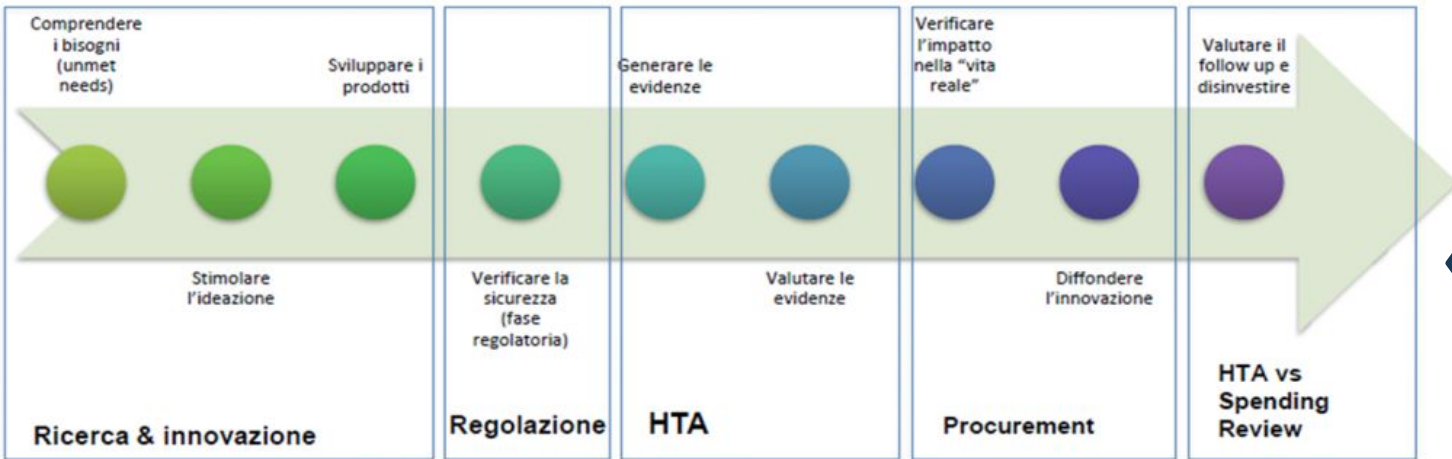 Comprendere
i bisogni
(unmet
needs)
Sviluppare i
prodotti
Generare le
evidenze
Verificare
l'impatto
nella "vita
reale"
Valutare il
follow up e
disinvestire
Stimolare
l'ideazione
Verificare la
sicurezza
(fase
regolatoria)
Valutare le
evidenze
Diffondere
l'innovazione
Ricerca & innovazione
Regolazione
HTA
Procurement
HTA vs
Spending
Review